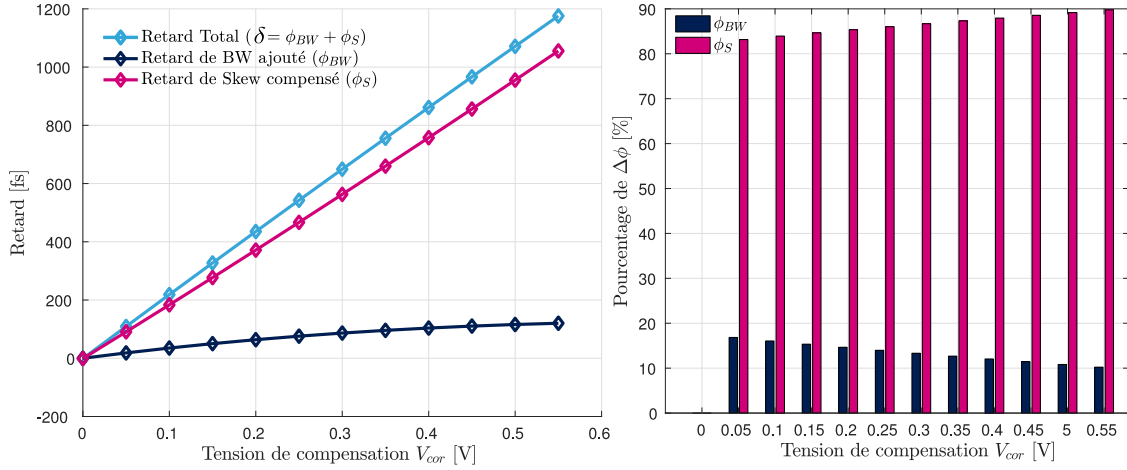 1200
1000
800
600
400
200
0
-200
Retard [fs]
Retard Total (δ = ϕ_BW + ϕ_S)
Retard de BW ajouté (ϕ_BW)
Retard de Skew compensé (ϕ_S)
0 0.1 0.2 0.3 0.4 0.5 0.6
Tension de compensation V_cor [V]
90
80
70
60
50
40
30
20
10
0
Pourcentage de Δϕ [%]
ϕ_BW
ϕ_S
0 0.05 0.1 0.15 0.2 0.25 0.3 0.35 0.4 0.45 5 0.55
Tension de compensation V_cor [V]